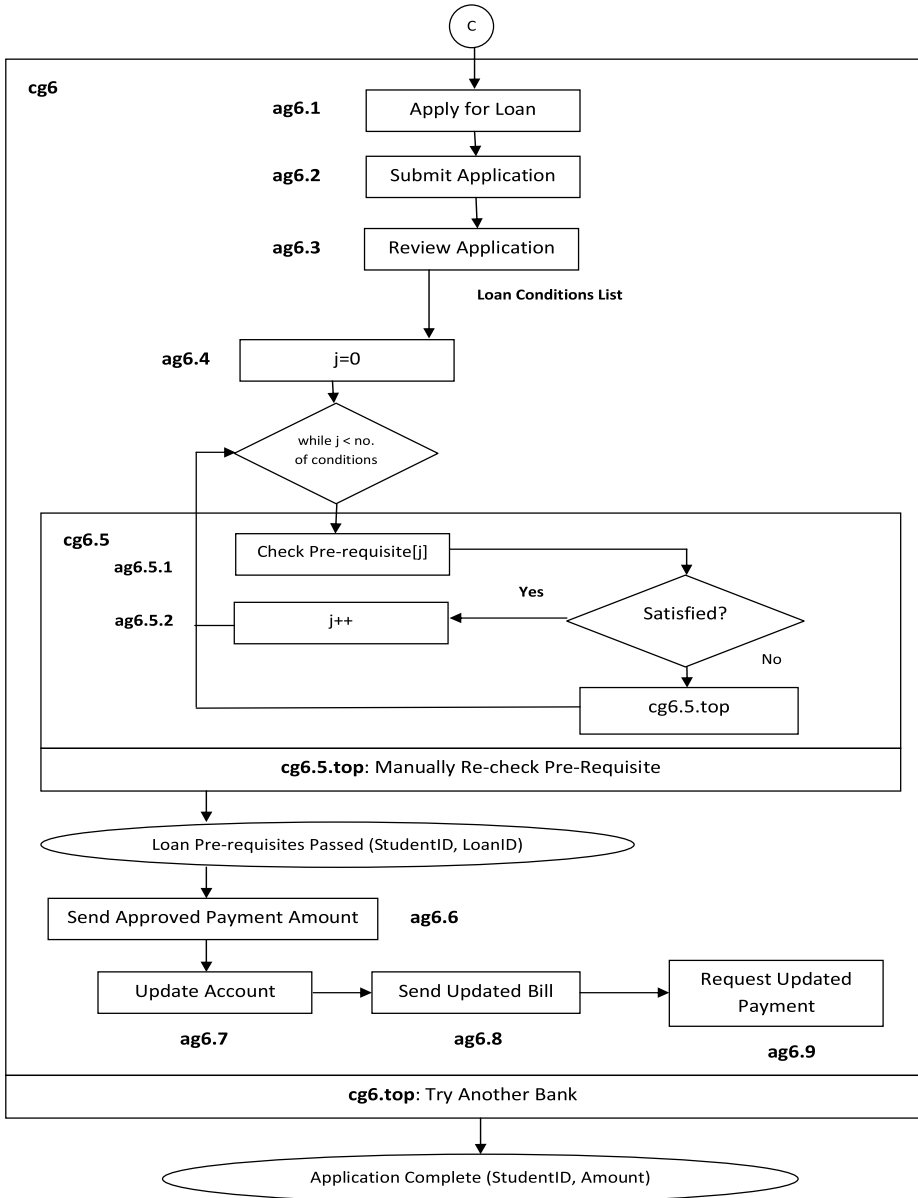 C
cg6
ag6.1
Apply for Loan
ag6.2
Submit Application
ag6.3
Review Application
Loan Conditions List
ag6.4
j=0
while j < no.
of conditions
cg6.5
ag6.5.1
Check Pre-requisite[j]
Yes
Satisfied?
ag6.5.2
j++
No
cg6.5.top
cg6.5.top: Manually Re-check Pre-Requisite
Loan Pre-requisites Passed (StudentID, LoanID)
Send Approved Payment Amount
ag6.6
Update Account
Send Updated Bill
Request Updated
Payment
ag6.7
ag6.8
ag6.9
cg6.top: Try Another Bank
Application Complete (StudentID, Amount)